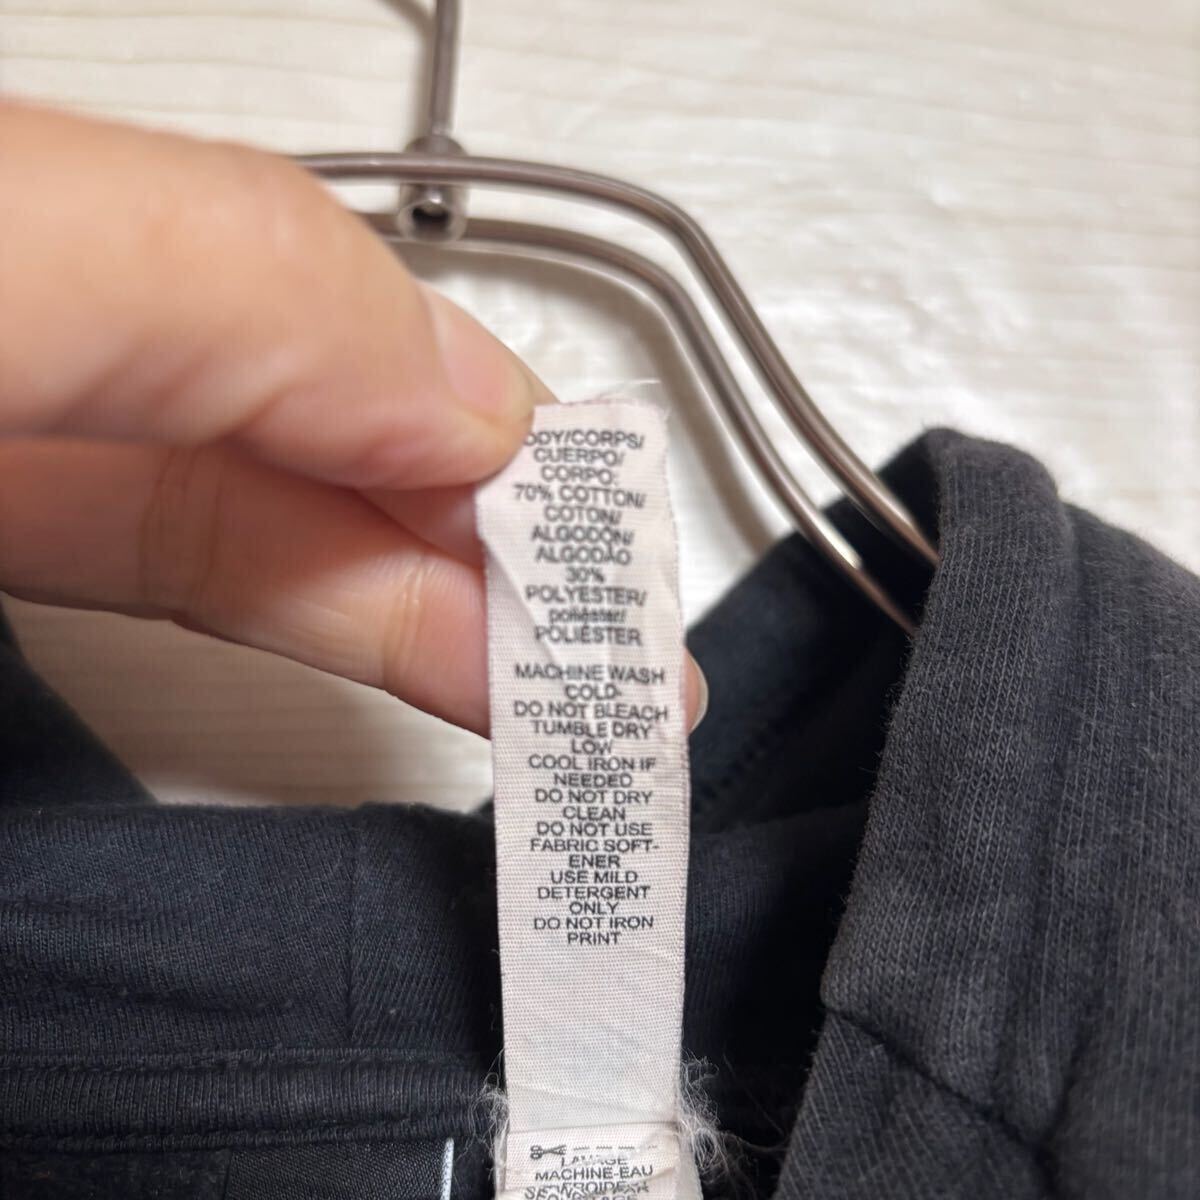 ODY/CORPS/
CUERPO/
CORPO:
70% COTTON/
COTON/
ALGODÓN/
ALGODÃO
30%
POLYESTER/
poliéster/
POLIÉSTER
MACHINE WASH
COLD-
DO NOT BLEACH
TUMBLE DRY
LOW
COOL IRON IF
NEEDED
DO NOT DRY
CLEAN
DO NOT USE
FABRIC SOFT-
ENER
USE MILD
DETERGENT
ONLY
DO NOT IRON
PRINT
LAVAGE
MACHINE-EAU